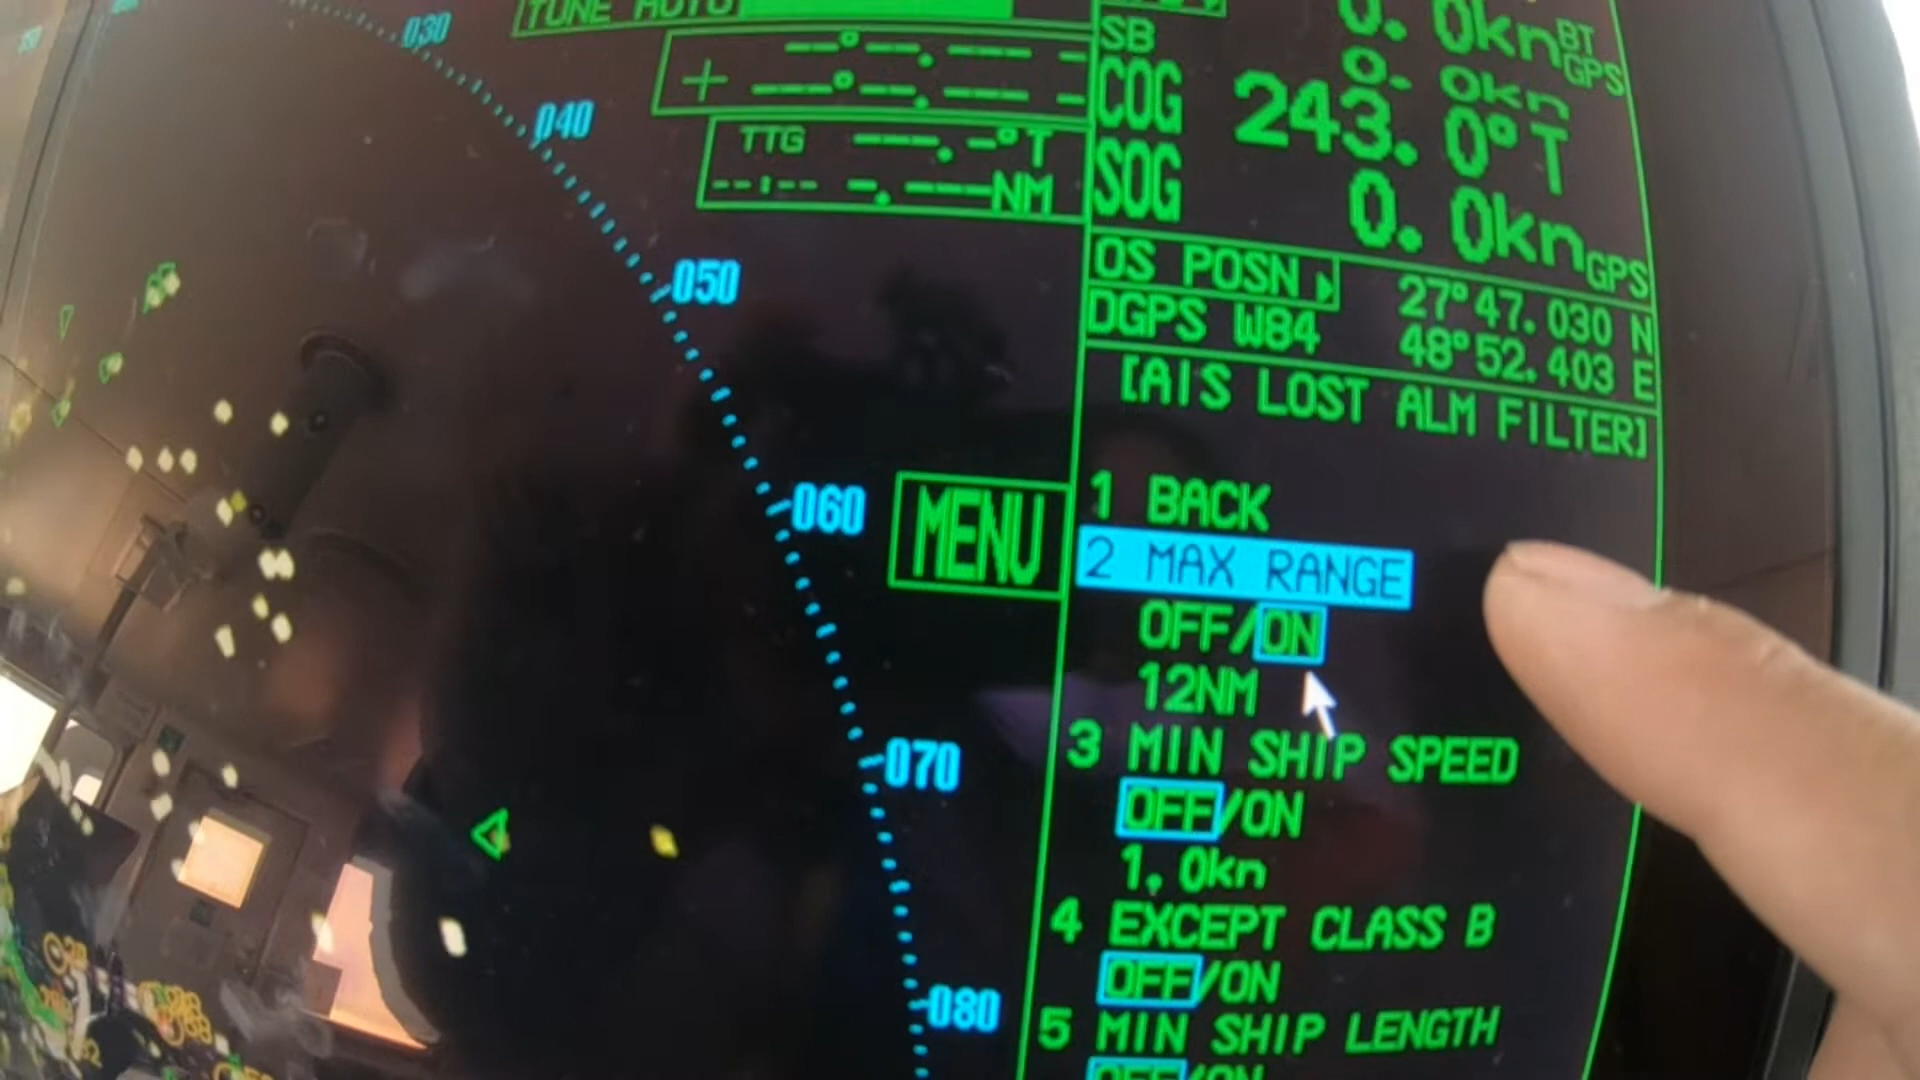 TUNE AUTO
030
040
050
060
070
080
TTG
°T
NM
0.0kn BT
GPS
SB 0.0kn
COG 243.0°T
SOG 0.0kn GPS
OS POSN 27°47.030 N
DGPS W84 48°52.403 E
[AIS LOST ALM FILTER]
MENU
1 BACK
2 MAX RANGE
OFF/ON
12NM
3 MIN SHIP SPEED
OFF/ON
1.0kn
4 EXCEPT CLASS B
OFF/ON
5 MIN SHIP LENGTH
OFF/ON